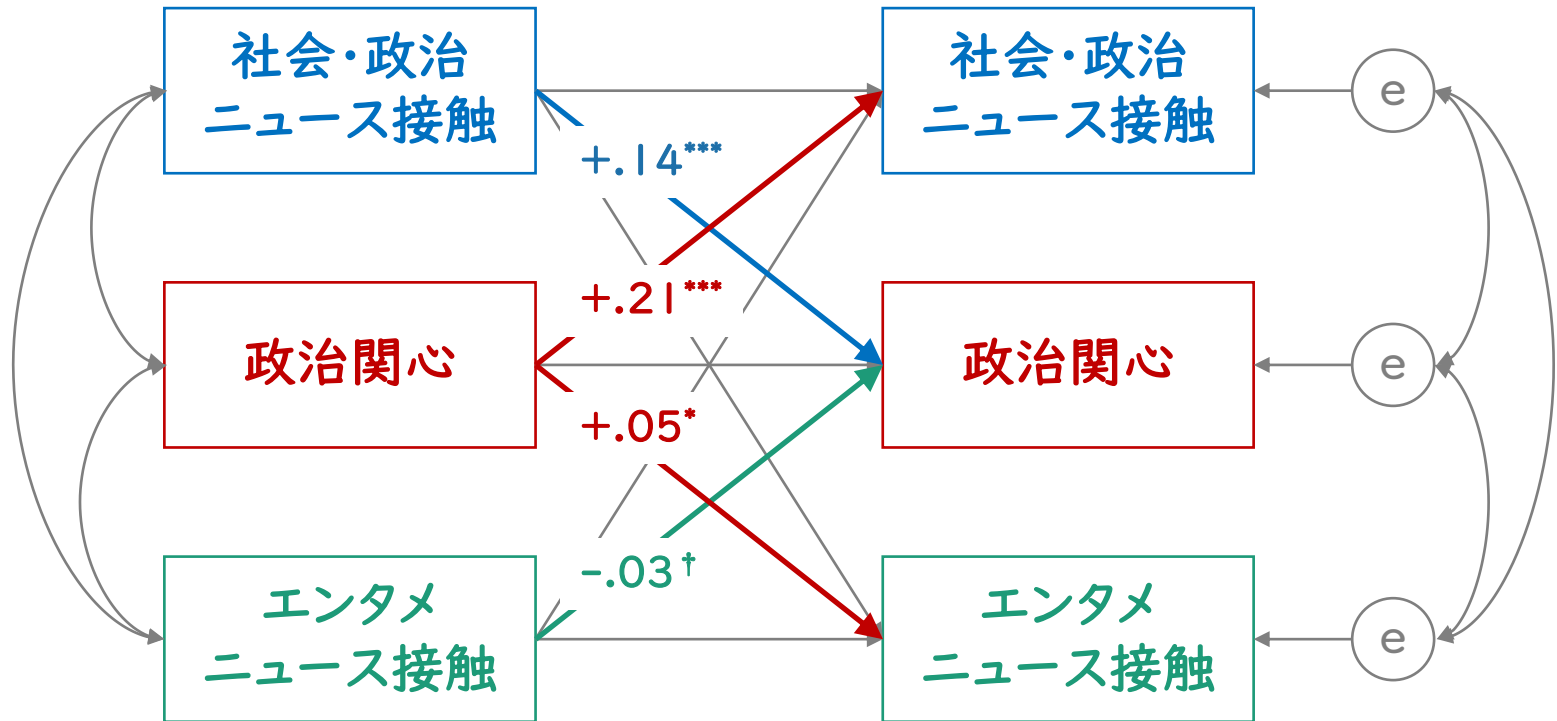 社会・政治
ニュース接触
社会・政治
ニュース接触
e
+.14***
+.21***
政治関心
政治関心
e
+.05*
-.03†
エンタメ
ニュース接触
エンタメ
ニュース接触
e